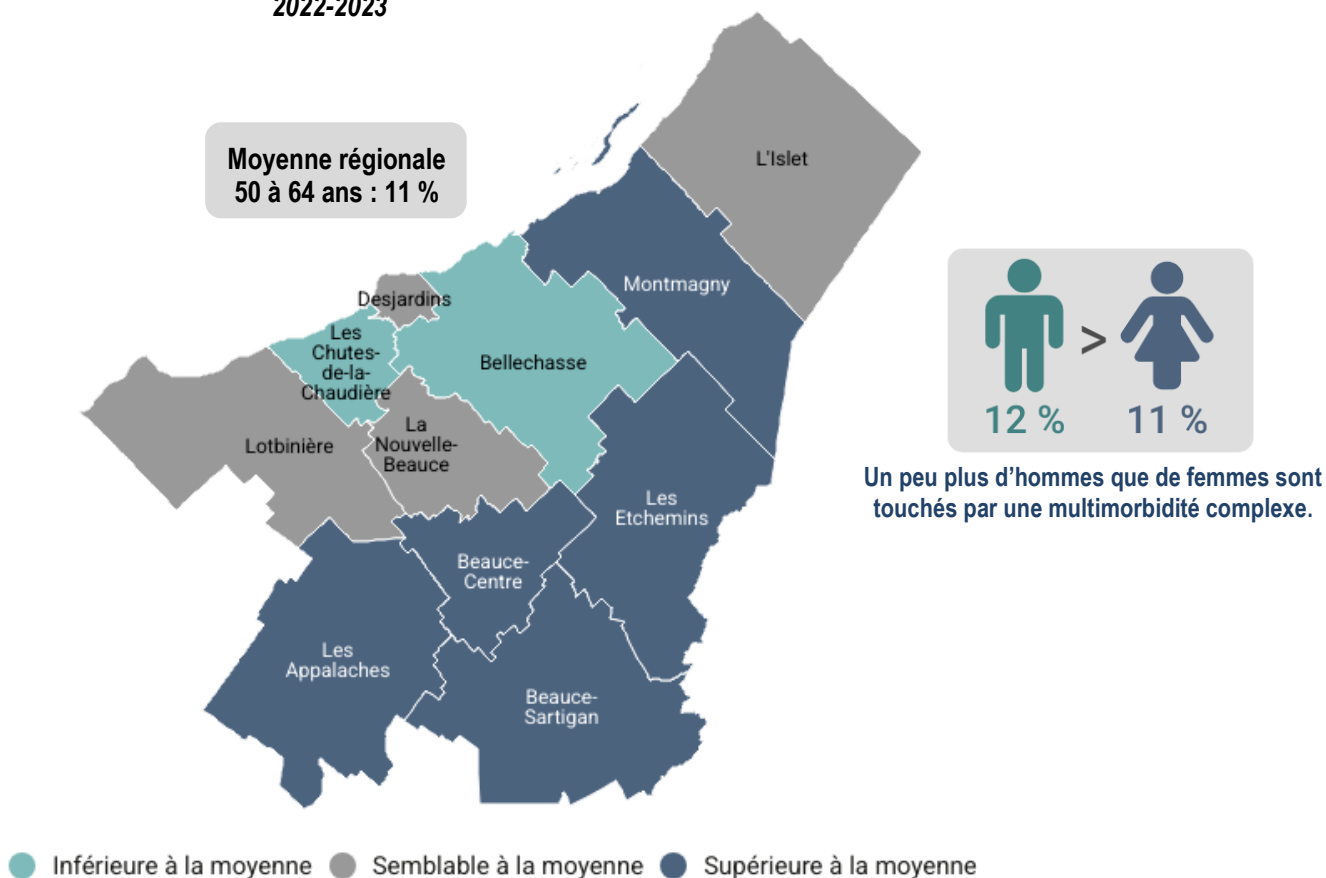 2022-2023
Moyenne régionale
50 à 64 ans : 11 %
L'Islet
Montmagny
Desjardins
Les
Chutes-
de-la-
Chaudière
Bellechasse
Lotbinière
La
Nouvelle-
Beauce
Les
Etchemins
Beauce-
Centre
Les
Appalaches
Beauce-
Sartigan
>
12 %
11 %
Un peu plus d’hommes que de femmes sont
touchés par une multimorbidité complexe.
Inférieure à la moyenne
Semblable à la moyenne
Supérieure à la moyenne